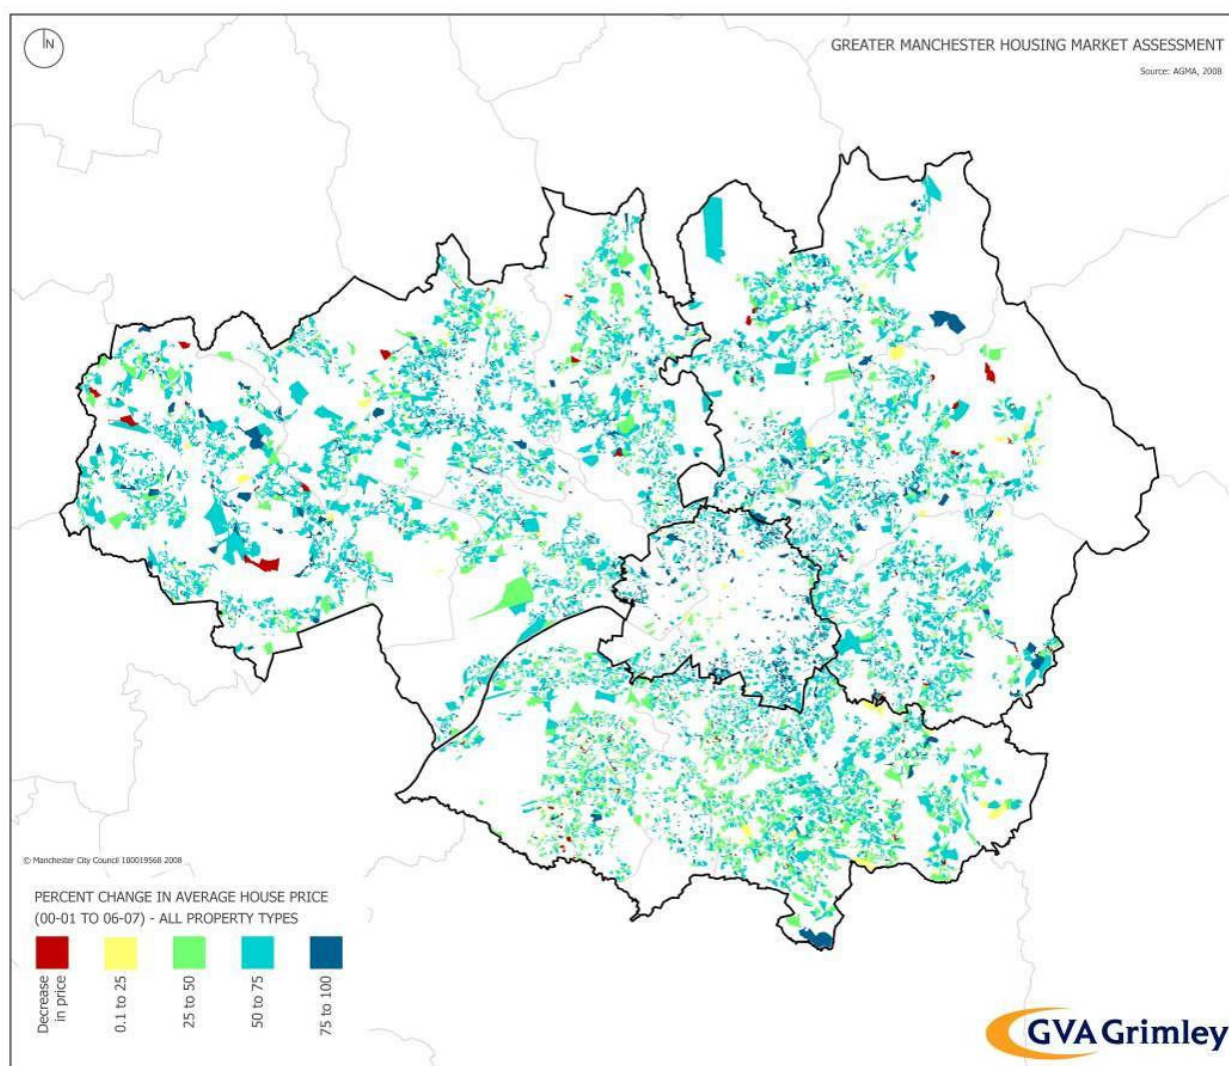 N
GREATER MANCHESTER HOUSING MARKET ASSESSMENT
Source: AGMA, 2008
© Manchester City Council 100019568 2008
PERCENT CHANGE IN AVERAGE HOUSE PRICE
(00-01 TO 06-07) - ALL PROPERTY TYPES
Decrease
in price
0.1 to 25
25 to 50
50 to 75
75 to 100
GVA Grimley